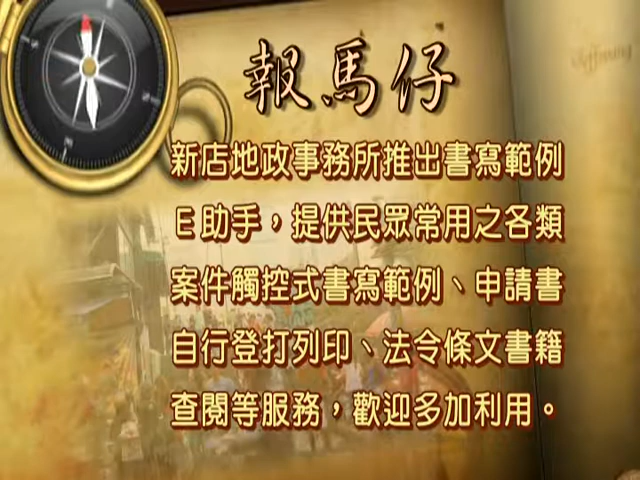 報馬仔
新店地政事務所推出書寫範例
E助手，提供民眾常用之各類
案件觸控式書寫範例、申請書
自行登打列印、法令條文書籍
查閱等服務，歡迎多加利用。